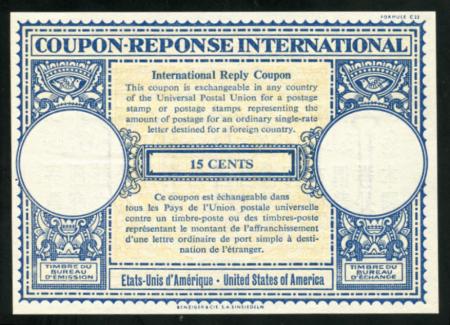 FORMULE C 22
COUPON-REPONSE INTERNATIONAL
International Reply Coupon
This coupon is exchangeable in any country
of the Universal Postal Union for a postage
stamp or postage stamps representing the
amount of postage for an ordinary single-rate
letter destined for a foreign country.
15 CENTS
Ce coupon est échangeable dans
tous les Pays de l'Union postale universelle
contre un timbre-poste ou des timbres-poste
représentant le montant de l'affranchissement
d'une lettre ordinaire de port simple à desti-
nation de l'étranger.
TIMBRE DU
BUREAU
D'ÉMISSION
TIMBRE DU
BUREAU
D'ÉCHANGE
Etats-Unis d'Amérique · United States of America
BENZIGER & CIE. S.A. EINSIEDELN